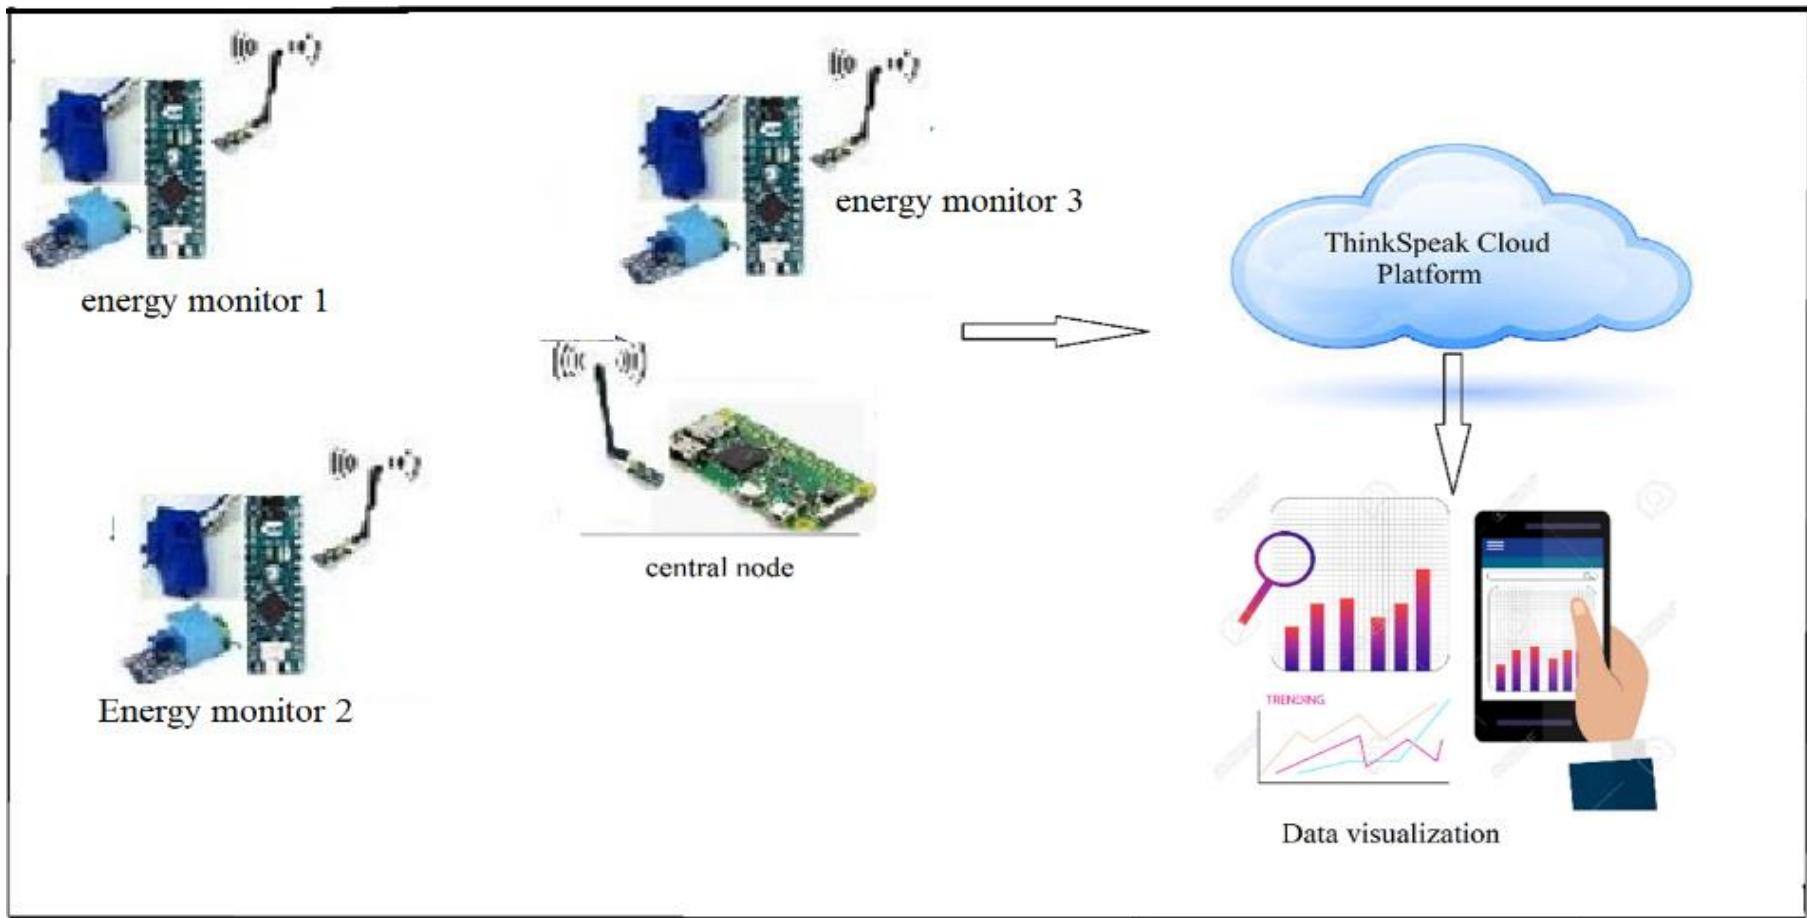 energy monitor 1
energy monitor 3
ThinkSpeak Cloud
Platform
central node
Energy monitor 2
TRENDING
Data visualization